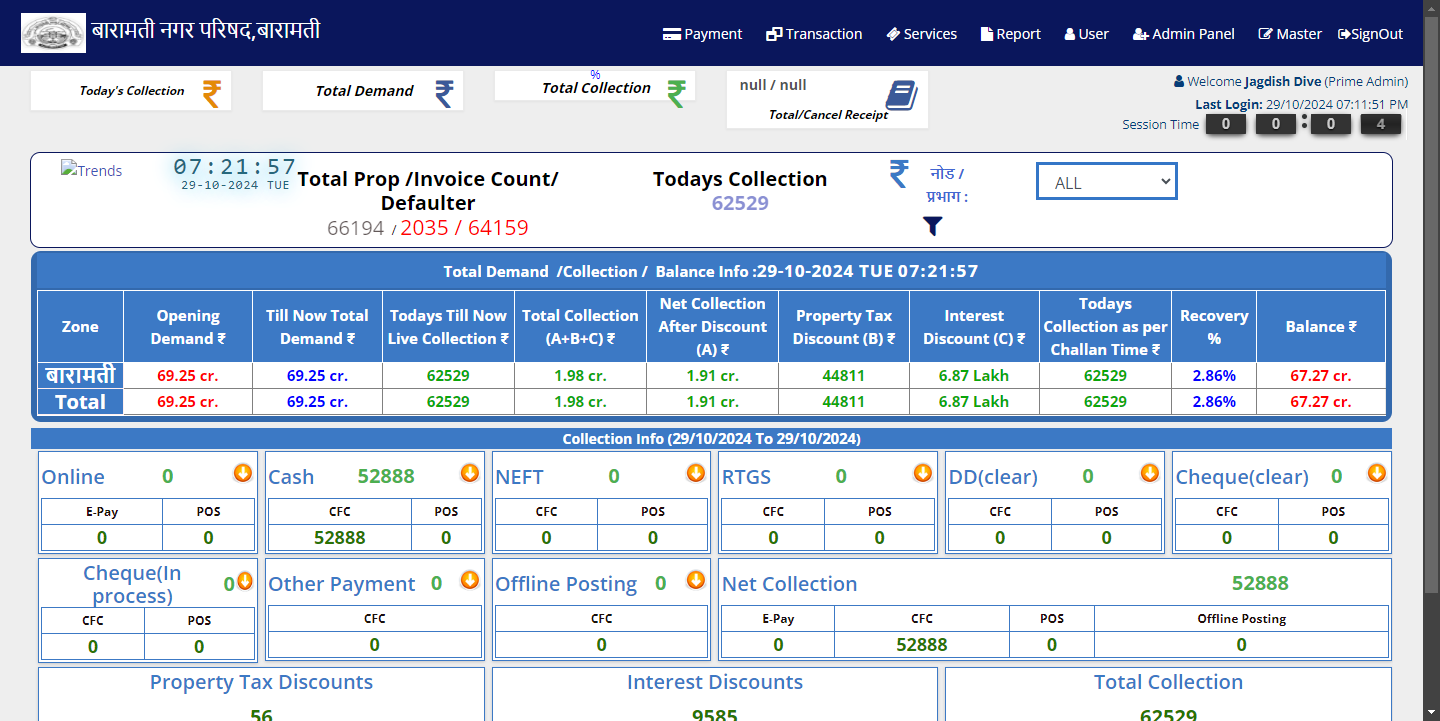 बारामती नगर परिषद,बारामती
Payment Transaction Services Report User Admin Panel Master SignOut
Today's Collection
Total Demand
%
Total Collection
null / null
Total/Cancel Receipt
Welcome Jagdish Dive (Prime Admin)
Last Login: 29/10/2024 07:11:51 PM
Session Time 0 0 : 0 4
Trends
07:21:57
29-10-2024 TUE
Total Prop /Invoice Count/
Defaulter
66194 / 2035 / 64159
Todays Collection
62529
₹
नोड /
प्रभाग :
ALL
Total Demand /Collection / Balance Info :29-10-2024 TUE 07:21:57
Zone
Opening
Demand ₹
Till Now Total
Demand ₹
Todays Till Now
Live Collection ₹
Total Collection
(A+B+C) ₹
Net Collection
After Discount
(A) ₹
Property Tax
Discount (B) ₹
Interest
Discount (C) ₹
Todays
Collection as per
Challan Time ₹
Recovery
%
Balance ₹
बारामती 69.25 cr. 69.25 cr. 62529 1.98 cr. 1.91 cr. 44811 6.87 Lakh 62529 2.86% 67.27 cr.
Total 69.25 cr. 69.25 cr. 62529 1.98 cr. 1.91 cr. 44811 6.87 Lakh 62529 2.86% 67.27 cr.
Collection Info (29/10/2024 To 29/10/2024)
Online 0
E-Pay POS
0 0
Cash 52888
CFC POS
52888 0
NEFT 0
CFC POS
0 0
RTGS 0
CFC POS
0 0
DD(clear) 0
CFC POS
0 0
Cheque(clear) 0
CFC POS
0 0
Cheque(In
process) 0
CFC POS
0 0
Other Payment 0
CFC
0
Offline Posting 0
CFC
0
Net Collection 52888
E-Pay CFC POS Offline Posting
0 52888 0 0
Property Tax Discounts
56
Interest Discounts
9585
Total Collection
62529